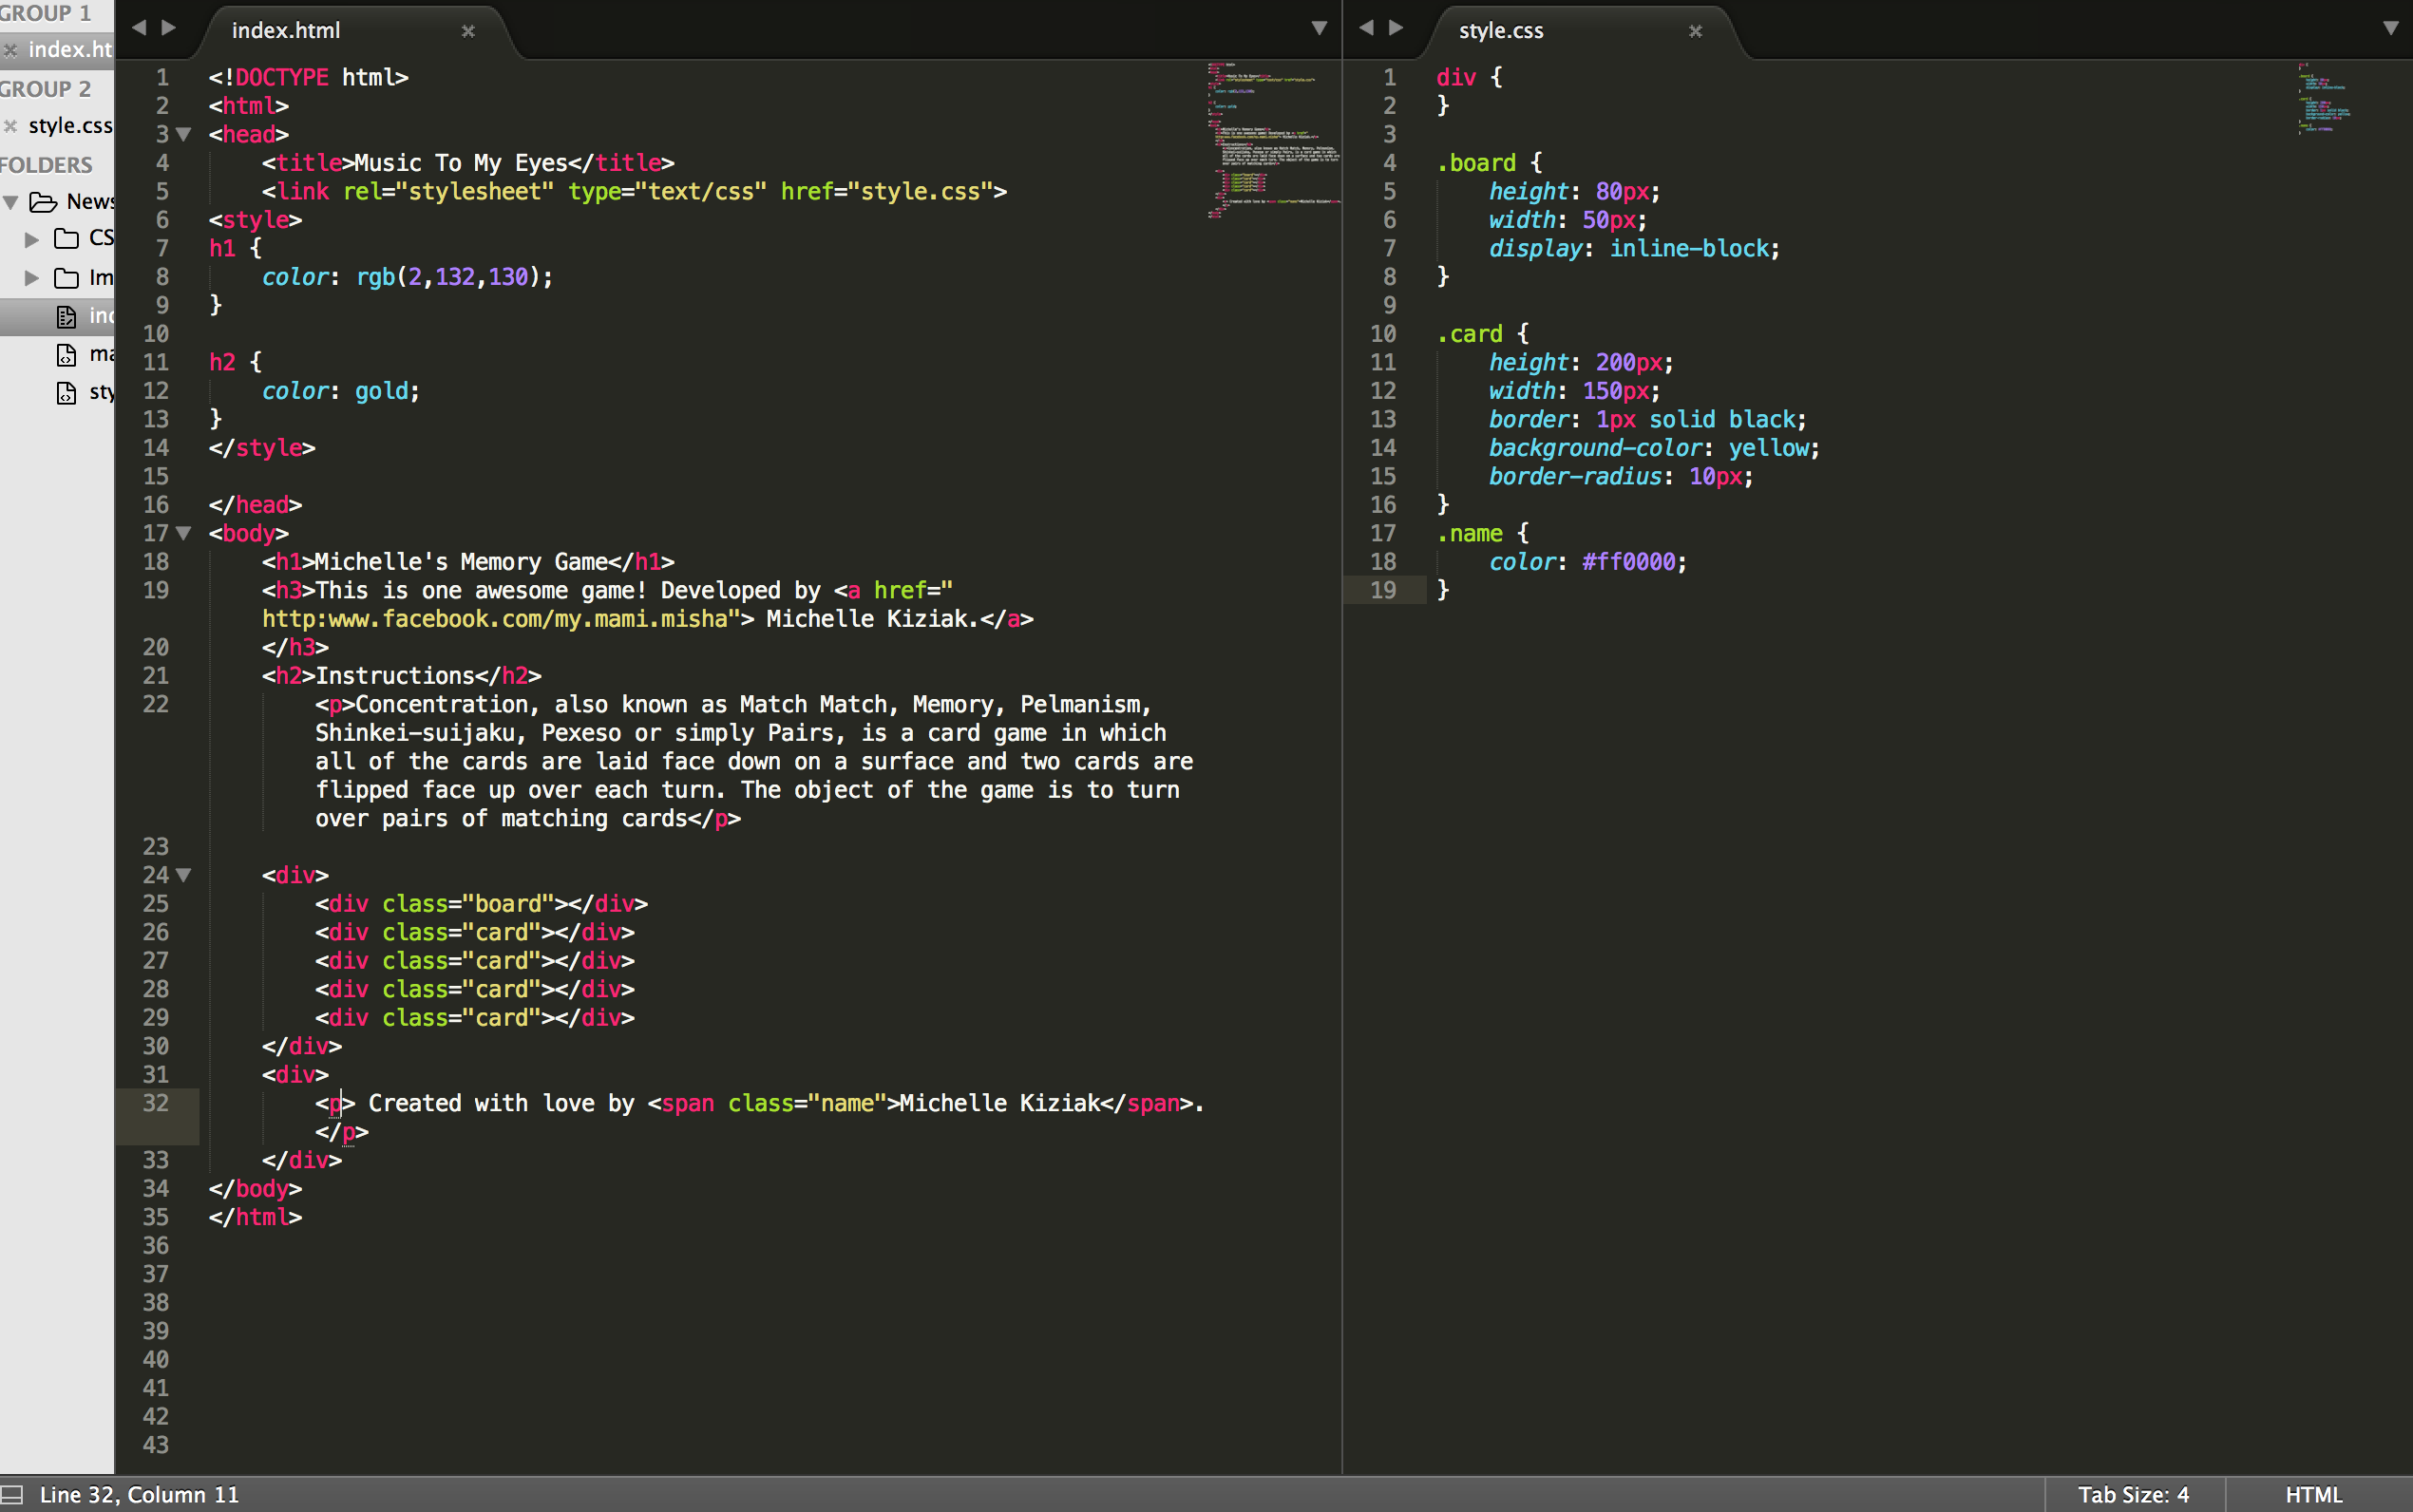 GROUP 1
index.ht
GROUP 2
style.css
FOLDERS
News
CS
Im
ind
ma
sty
index.html
1 <!DOCTYPE html>
2 <html>
3 <head>
4 <title>Music To My Eyes</title>
5 <link rel="stylesheet" type="text/css" href="style.css">
6 <style>
7 h1 {
8 color: rgb(2,132,130);
9 }
10
11 h2 {
12 color: gold;
13 }
14 </style>
15
16 </head>
17 <body>
18 <h1>Michelle's Memory Game</h1>
19 <h3>This is one awesome game! Developed by <a href="
http:www.facebook.com/my.mami.misha"> Michelle Kiziak.</a>
20 </h3>
21 <h2>Instructions</h2>
22 <p>Concentration, also known as Match Match, Memory, Pelmanism,
Shinkei-suijaku, Pexeso or simply Pairs, is a card game in which
all of the cards are laid face down on a surface and two cards are
flipped face up over each turn. The object of the game is to turn
over pairs of matching cards</p>
23
24 <div>
25 <div class="board"></div>
26 <div class="card"></div>
27 <div class="card"></div>
28 <div class="card"></div>
29 <div class="card"></div>
30 </div>
31 <div>
32 <p> Created with love by <span class="name">Michelle Kiziak</span>.
</p>
33 </div>
34 </body>
35 </html>
36
37
38
39
40
41
42
43
style.css
1 div {
2 }
3
4 .board {
5 height: 80px;
6 width: 50px;
7 display: inline-block;
8 }
9
10 .card {
11 height: 200px;
12 width: 150px;
13 border: 1px solid black;
14 background-color: yellow;
15 border-radius: 10px;
16 }
17 .name {
18 color: #ff0000;
19 }
Line 32, Column 11
Tab Size: 4
HTML